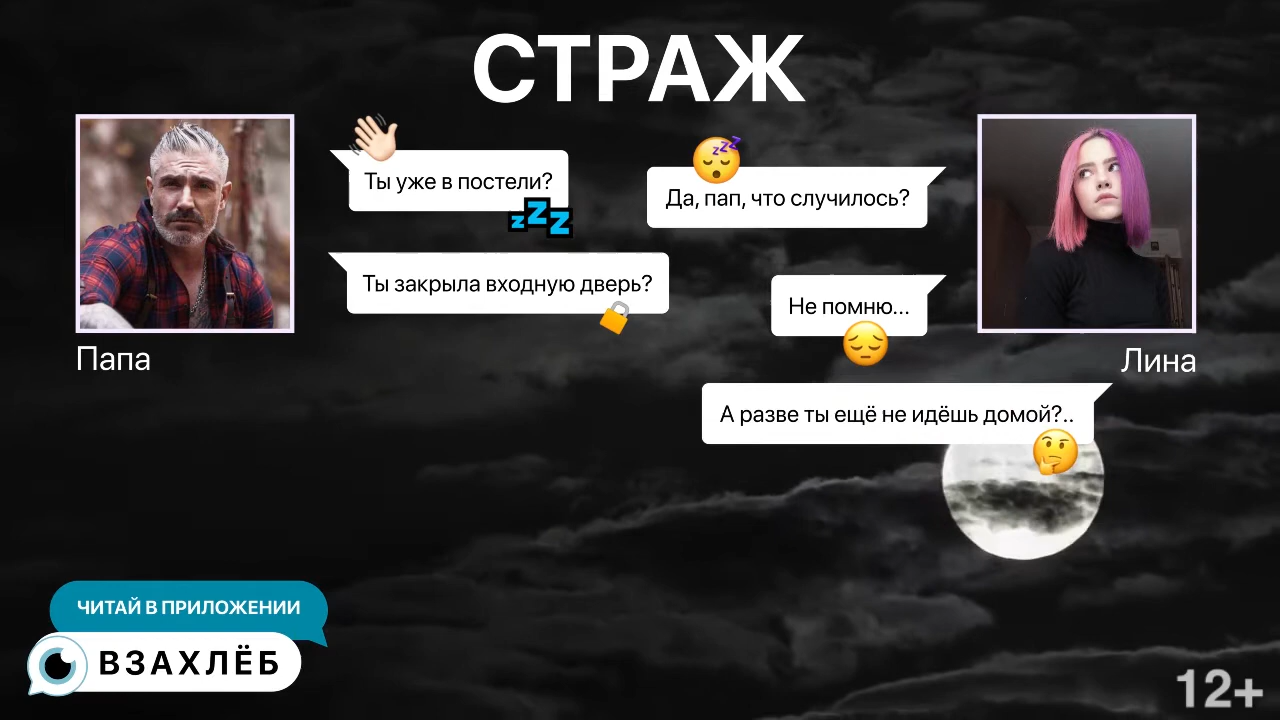 СТРАЖ
Ты уже в постели?
Да, пап, что случилось?
Ты закрыла входную дверь?
Не помню...
Папа
Лина
А разве ты ещё не идёшь домой?..
ЧИТАЙ В ПРИЛОЖЕНИИ
ВЗАХЛЁБ
12+